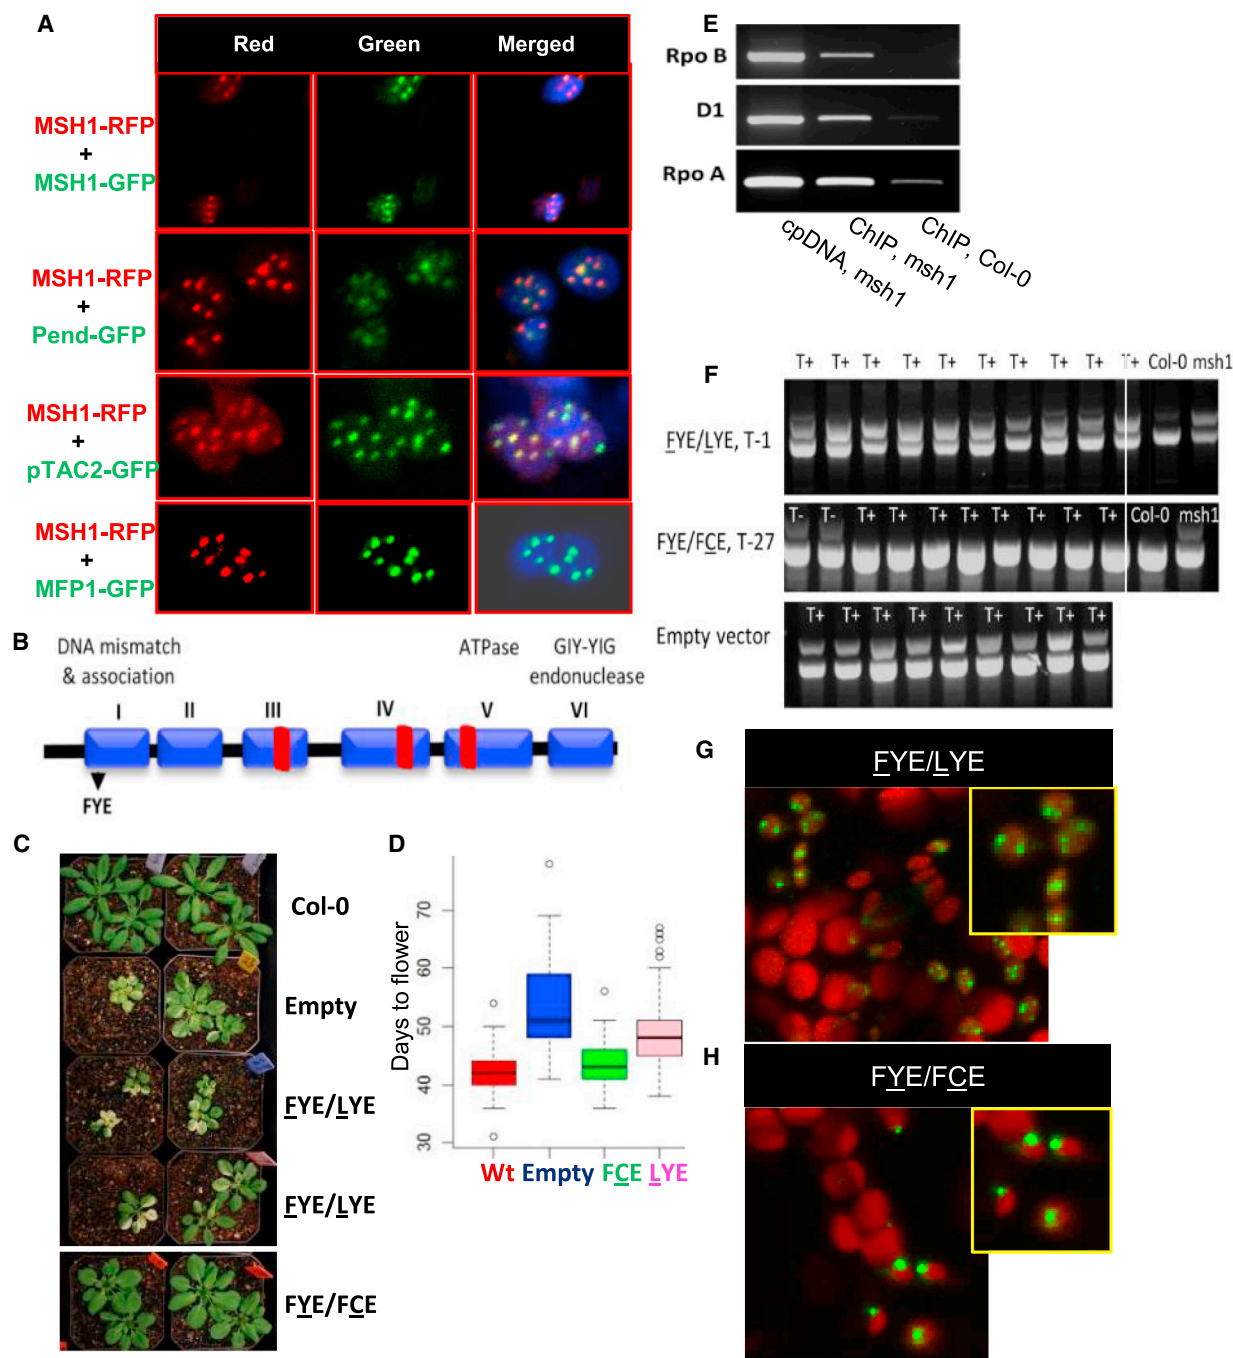 A
Red Green Merged
MSH1-RFP
+
MSH1-GFP
MSH1-RFP
+
Pend-GFP
MSH1-RFP
+
pTAC2-GFP
MSH1-RFP
+
MFP1-GFP
B
DNA mismatch
& association
ATPase
GIY-YIG
endonuclease
I II III IV V VI
FYE
C
Col-0
Empty
FYE/LYE
FYE/LYE
FYE/FCE
D
Days to flower
70
60
50
40
30
Wt Empty FCE LYE
E
Rpo B
D1
Rpo A
cpDNA, msh1
ChIP, msh1
ChIP, Col-0
F
T+ T+ T+ T+ T+ T+ T+ T+ T+ T+ Col-0 msh1
FYE/LYE, T-1
T- T- T+ T+ T+ T+ T+ T+ T+ T+ Col-0 msh1
FYE/FCE, T-27
T+ T+ T+ T+ T+ T+ T+ T+ T+
Empty vector
G
FYE/LYE
H
FYE/FCE